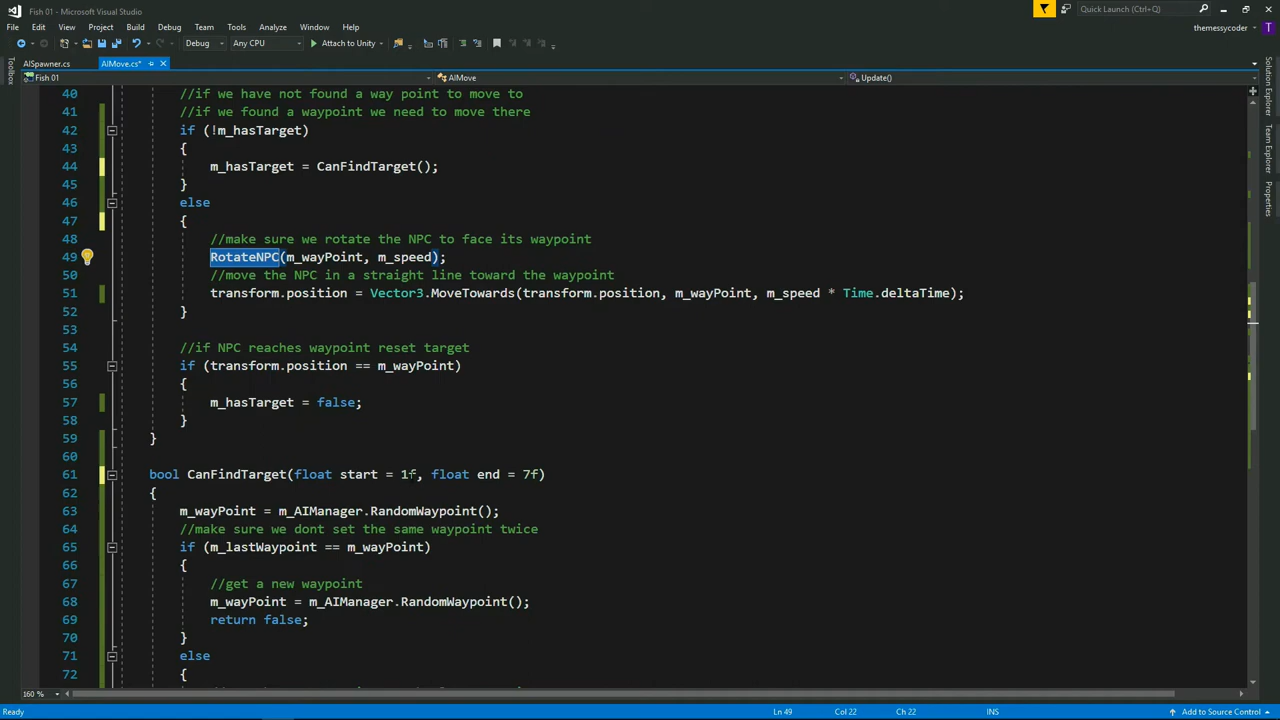 Fish 01 - Microsoft Visual Studio
Quick Launch (Ctrl+Q)
File Edit View Project Build Debug Team Tools Architecture Test Analyze Window Help
themessycoder T
Debug Any CPU Attach to Unity
AISpawner.cs AIMove.cs*
Fish 01 AIMove Update()
Toolbox
Solution Explorer
Team Explorer
Properties
40 //if we have not found a way point to move to
41 //if we found a waypoint we need to move there
42 if (!m_hasTarget)
43 {
44 m_hasTarget = CanFindTarget();
45 }
46 else
47 {
48 //make sure we rotate the NPC to face its waypoint
49 RotateNPC(m_wayPoint, m_speed);
50 //move the NPC in a straight line toward the waypoint
51 transform.position = Vector3.MoveTowards(transform.position, m_wayPoint, m_speed * Time.deltaTime);
52 }
53
54 //if NPC reaches waypoint reset target
55 if (transform.position == m_wayPoint)
56 {
57 m_hasTarget = false;
58 }
59 }
60
61 bool CanFindTarget(float start = 1f, float end = 7f)
62 {
63 m_wayPoint = m_AIManager.RandomWaypoint();
64 //make sure we dont set the same waypoint twice
65 if (m_lastWaypoint == m_wayPoint)
66 {
67 //get a new waypoint
68 m_wayPoint = m_AIManager.RandomWaypoint();
69 return false;
70 }
71 else
72 {
160 %
Ready Ln 49 Col 22 Ch 22 INS Add to Source Control